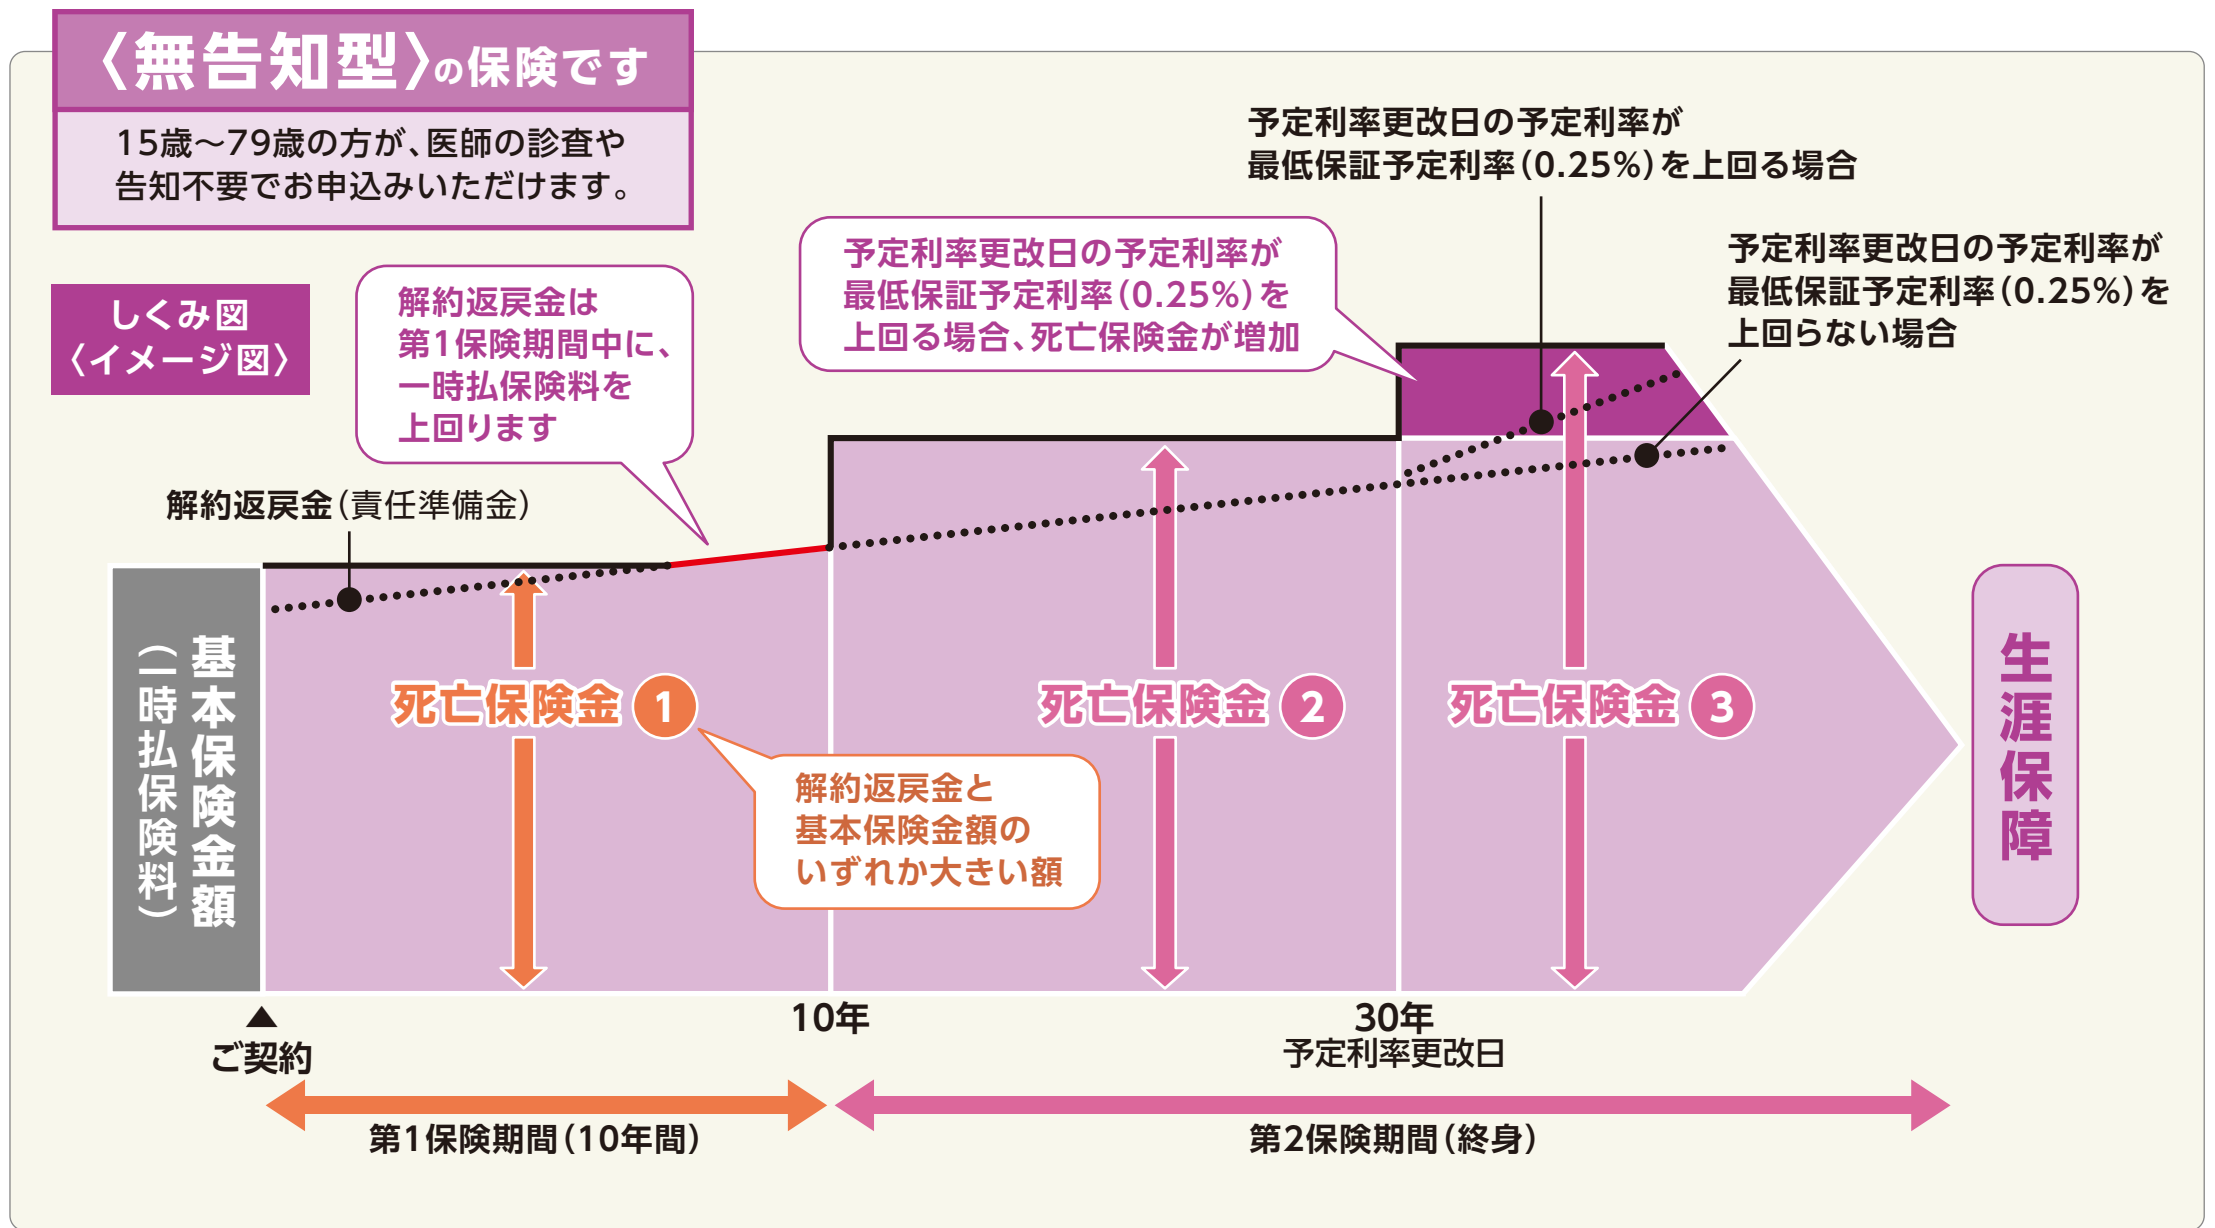 〈無告知型〉の保険です
15歳～79歳の方が、医師の診査や
告知不要でお申込みいただけます。
しくみ図
〈イメージ図〉
解約返戻金は
第1保険期間中に、
一時払保険料を
上回ります
予定利率更改日の予定利率が
最低保証予定利率（0.25%）を
上回る場合、死亡保険金が増加
予定利率更改日の予定利率が
最低保証予定利率（0.25%）を上回る場合
予定利率更改日の予定利率が
最低保証予定利率（0.25%）を
上回らない場合
解約返戻金（責任準備金）
基本保険金額
（一時払保険料）
死亡保険金 1
解約返戻金と
基本保険金額の
いずれか大きい額
死亡保険金 2
死亡保険金 3
生涯保障
ご契約
10年
30年
予定利率更改日
第1保険期間（10年間）
第2保険期間（終身）